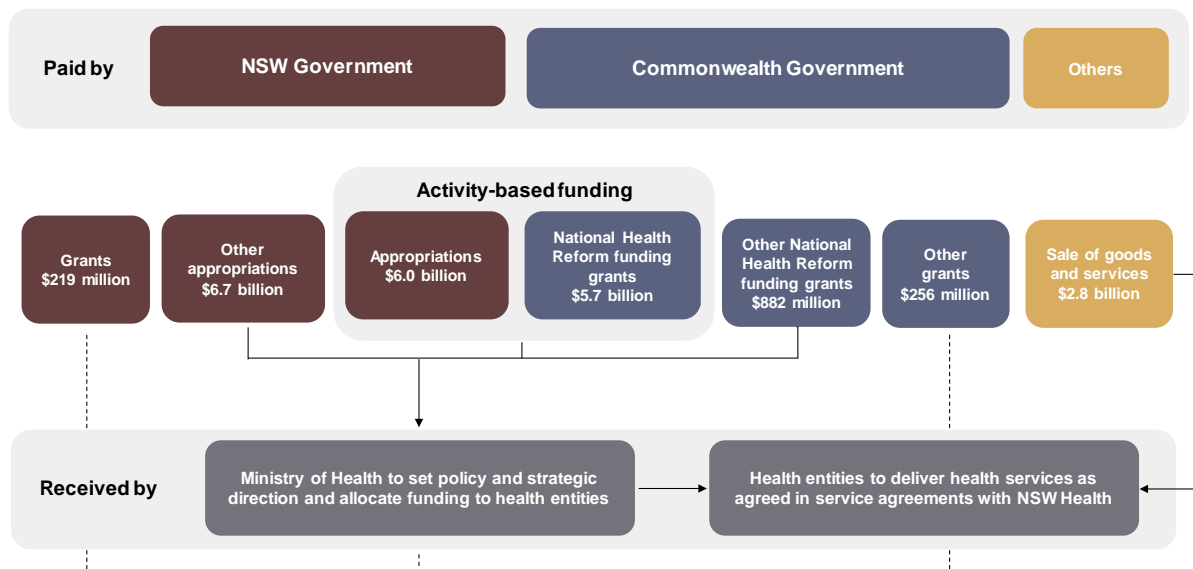 Paid by
NSW Government
Commonwealth Government
Others
Activity-based funding
Grants
$219 million
Other
appropriations
$6.7 billion
Appropriations
$6.0 billion
National Health
Reform funding
grants
$5.7 billion
Other National
Health Reform
funding grants
$882 million
Other
grants
$256 million
Sale of goods
and services
$2.8 billion
Received by
Ministry of Health to set policy and strategic
direction and allocate funding to health entities
Health entities to deliver health services as
agreed in service agreements with NSW Health